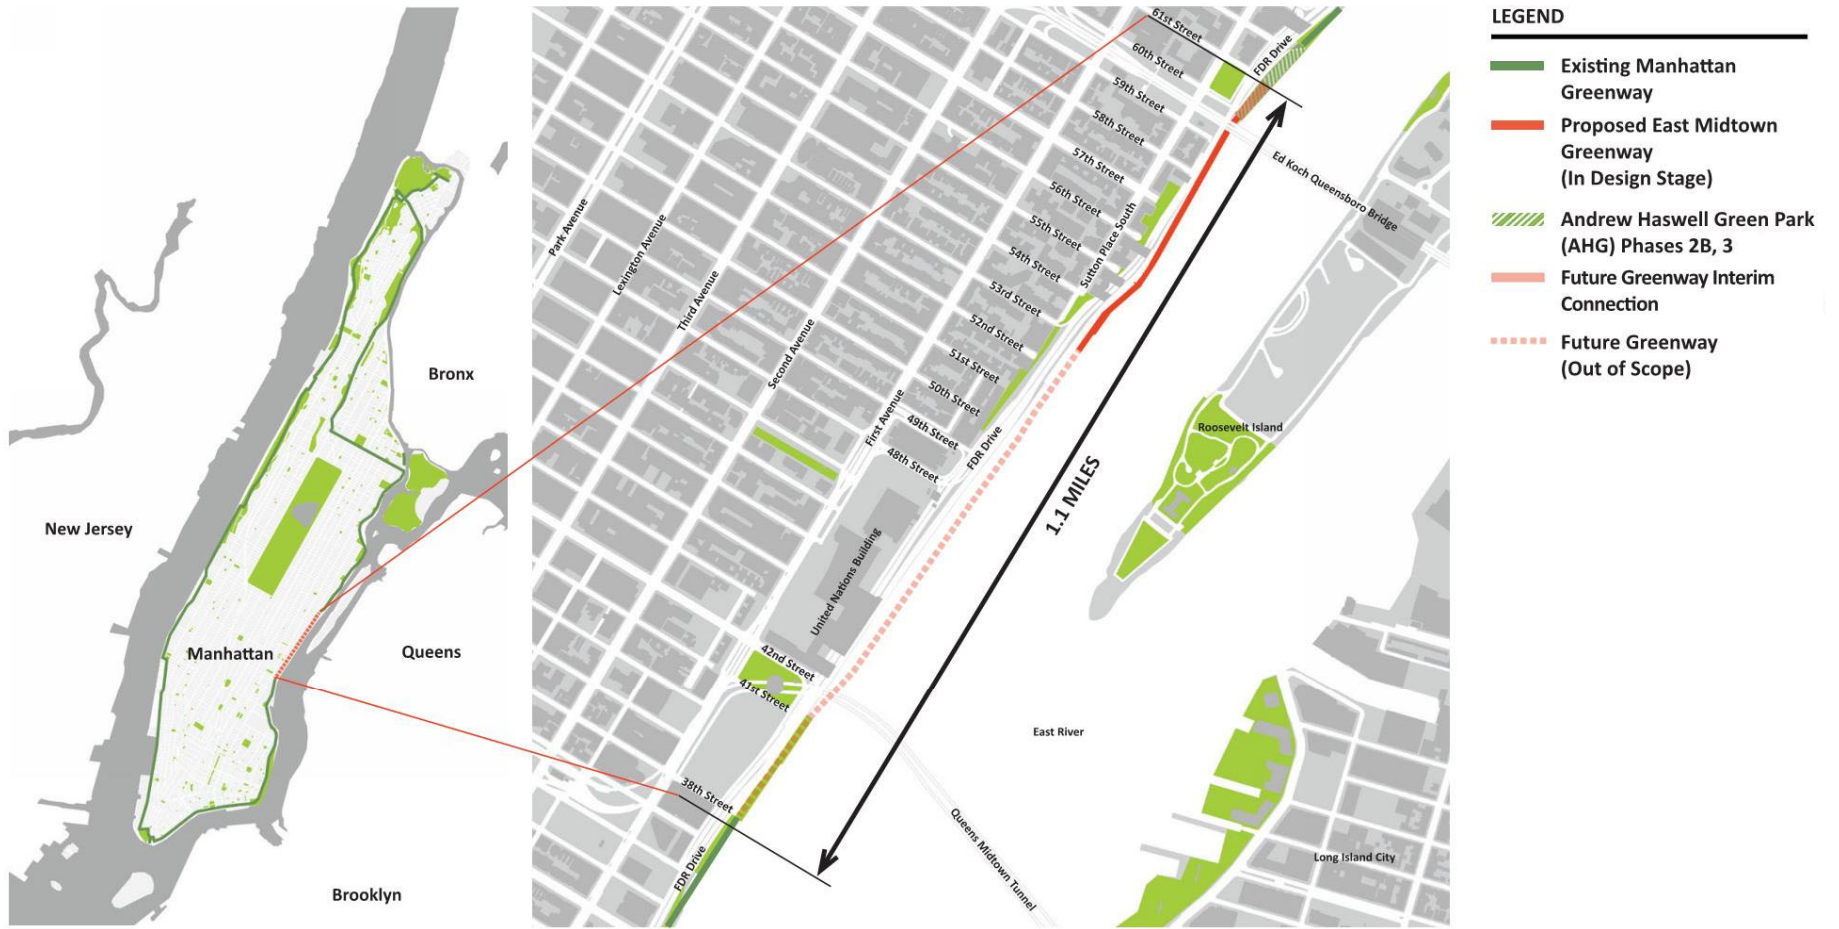 Bronx
New Jersey
Manhattan
Queens
Brooklyn
61st Street
60th Street
59th Street
58th Street
57th Street
56th Street
55th Street
54th Street
53rd Street
52nd Street
51st Street
50th Street
49th Street
48th Street
42nd Street
41st Street
38th Street
FDR Drive
FDR Drive
FDR Drive
Park Avenue
Lexington Avenue
Third Avenue
Second Avenue
First Avenue
Sutton Place South
United Nations Building
Ed Koch Queensboro Bridge
Roosevelt Island
1.1 MILES
East River
Queens Midtown Tunnel
Long Island City
LEGEND
Existing Manhattan
Greenway
Proposed East Midtown
Greenway
(In Design Stage)
Andrew Haswell Green Park
(AHG) Phases 2B, 3
Future Greenway Interim
Connection
Future Greenway
(Out of Scope)